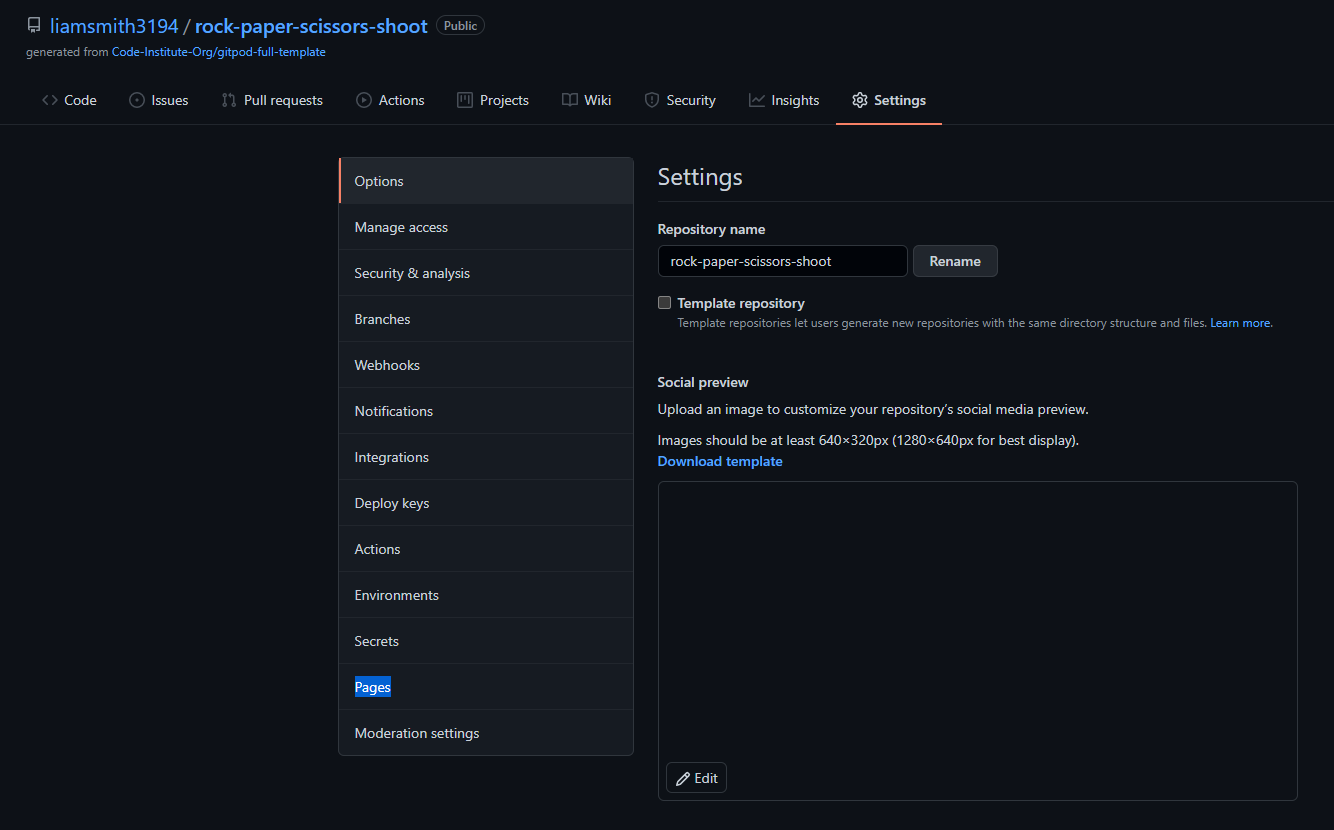 liamsmith3194 / rock-paper-scissors-shoot Public
generated from Code-Institute-Org/gitpod-full-template
Code Issues Pull requests Actions Projects Wiki Security Insights Settings
Options
Manage access
Security & analysis
Branches
Webhooks
Notifications
Integrations
Deploy keys
Actions
Environments
Secrets
Pages
Moderation settings
Settings
Repository name
rock-paper-scissors-shoot Rename
Template repository
Template repositories let users generate new repositories with the same directory structure and files. Learn more.
Social preview
Upload an image to customize your repository’s social media preview.
Images should be at least 640×320px (1280×640px for best display).
Download template
Edit